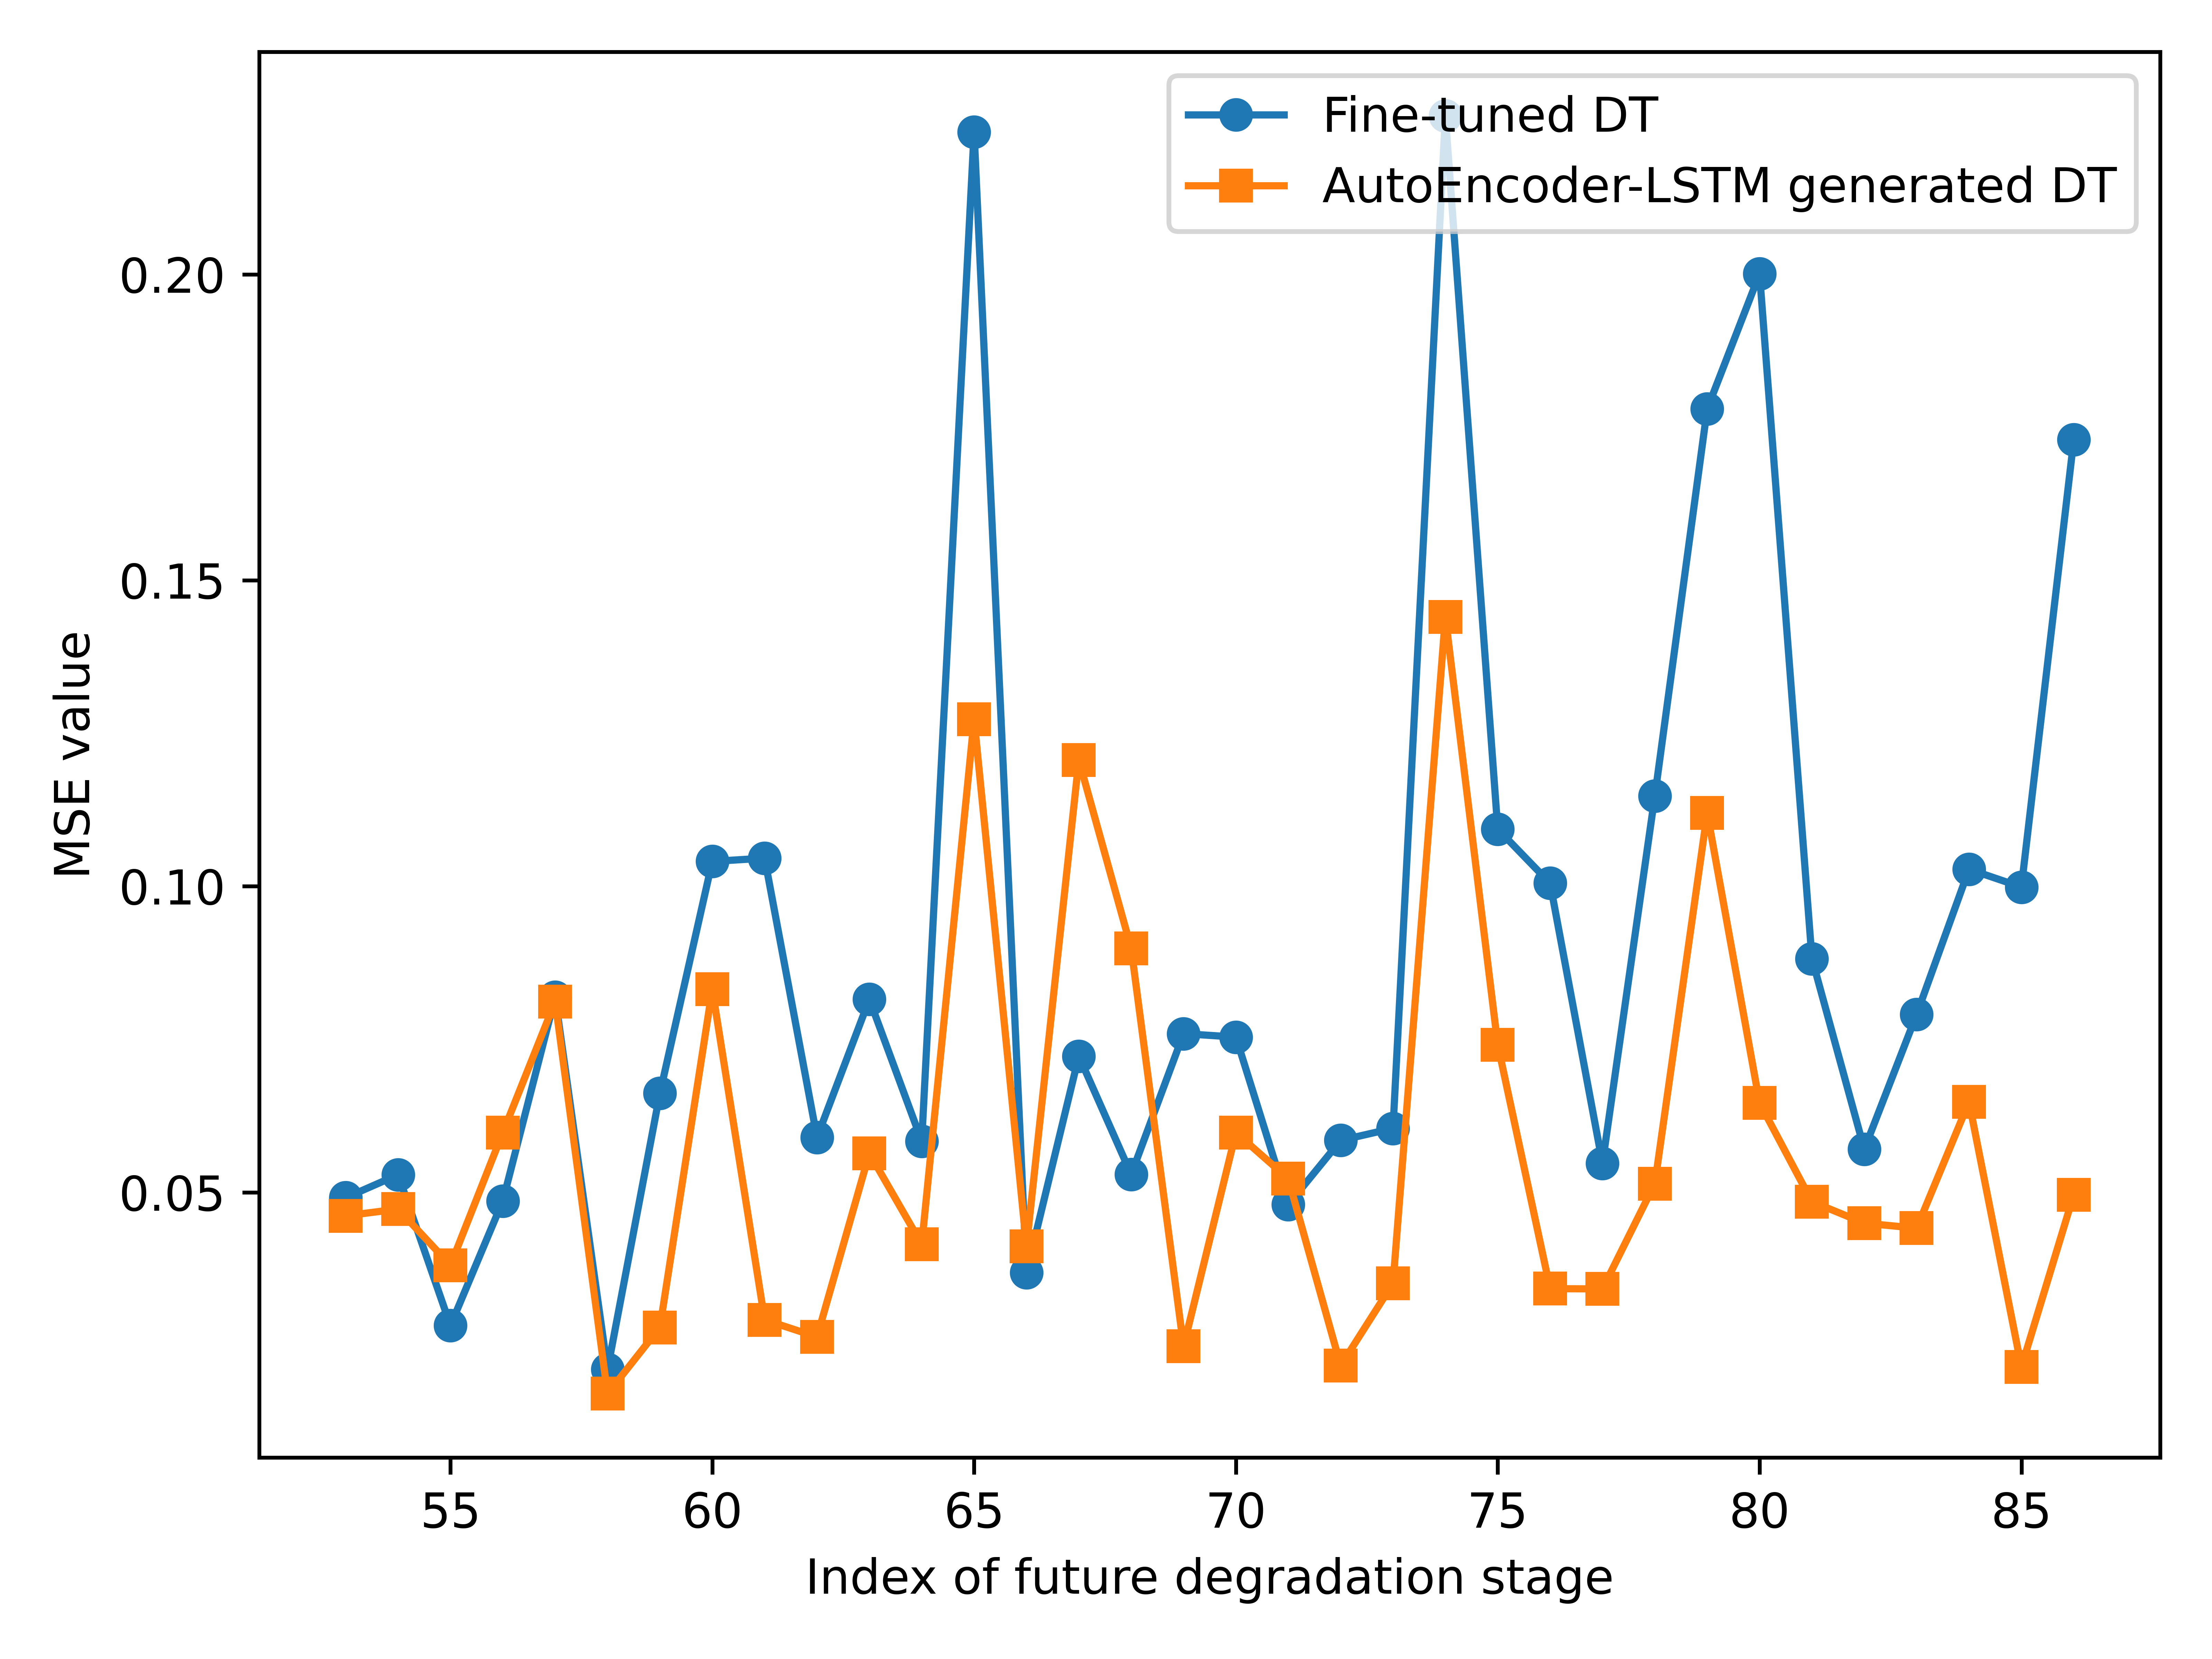 Fine-tuned DT
AutoEncoder-LSTM generated DT
0.20
0.15
0.10
0.05
MSE value
55 60 65 70 75 80 85
Index of future degradation stage